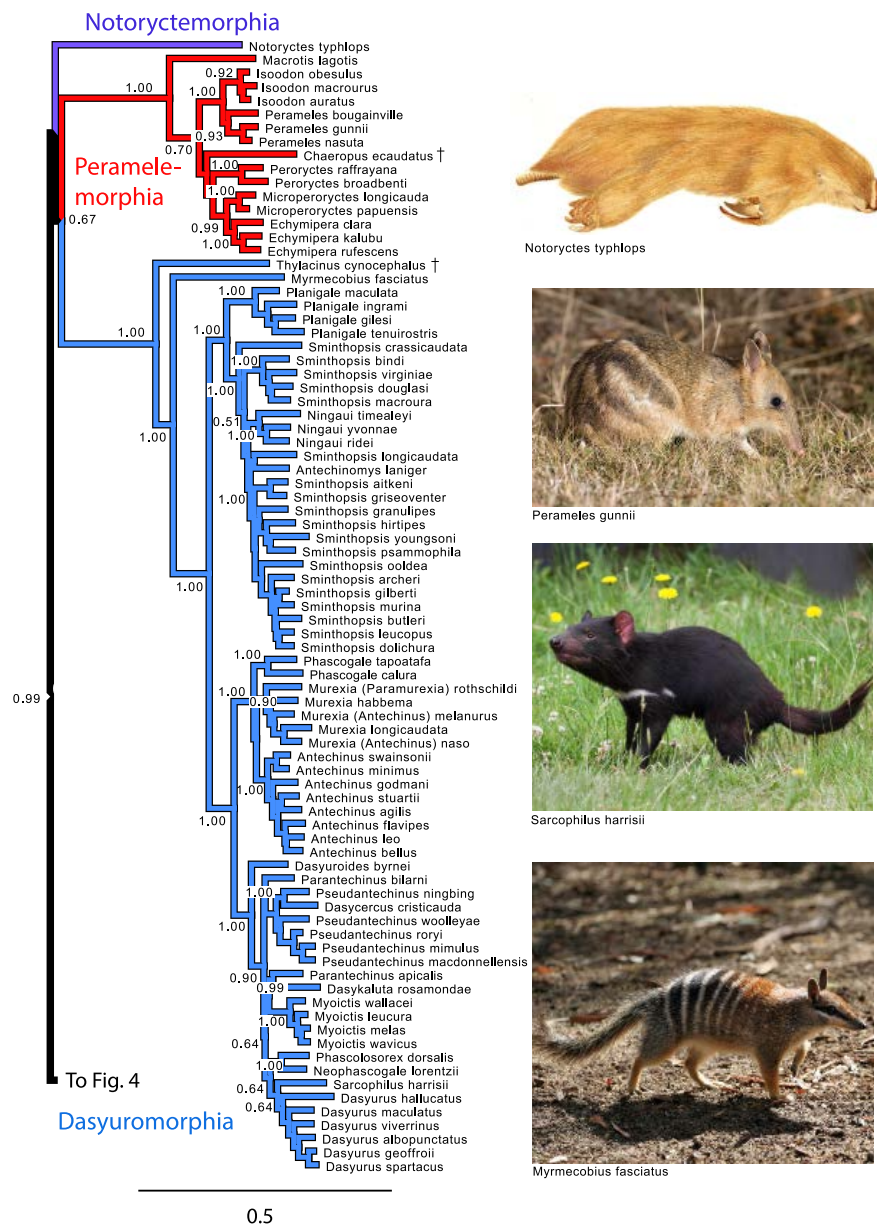 Notoryctemorphia
Notoryctes typhlops
Macrotis lagotis
0.92
Isoodon obesulus
1.00
1.00
Isoodon macrourus
Isoodon auratus
Perameles bougainville
Perameles gunnii
0.93
Perameles nasuta
0.70
Chaeropus ecaudatus †
Peramele-
morphia
1.00
Peroryctes raffrayana
Peroryctes broadbenti
1.00
Microperoryctes longicauda
Microperoryctes papuensis
0.67
0.99
Echymipera clara
Echymipera kalubu
1.00
Echymipera rufescens
Notoryctes typhlops
Thylacinus cynocephalus †
Myrmecobius fasciatus
Planigale maculata
Planigale ingrami
Planigale gilesi
1.00
1.00
Planigale tenuirostris
Sminthopsis crassicaudata
1.00
Sminthopsis bindi
Sminthopsis virginiae
1.00
Sminthopsis douglasi
Sminthopsis macroura
Ningaui timealeyi
0.51
Ningaui yvonnae
1.00
1.00
Ningaui ridei
Sminthopsis longicaudata
Antechinomys laniger
Sminthopsis aitkeni
1.00
Sminthopsis griseoventer
Sminthopsis granulipes
Perameles gunnii
Sminthopsis hirtipes
Sminthopsis youngsoni
Sminthopsis psammophila
Sminthopsis ooldea
1.00
Sminthopsis archeri
Sminthopsis gilberti
Sminthopsis murina
Sminthopsis butleri
Sminthopsis leucopus
Sminthopsis dolichura
1.00
Phascogale tapoatafa
Phascogale calura
1.00
Murexia (Paramurexia) rothschildi
0.99
0.90
Murexia habbema
Murexia (Antechinus) melanurus
Murexia longicaudata
Murexia (Antechinus) naso
Antechinus swainsonii
Antechinus minimus
Antechinus godmani
1.00
Antechinus stuartii
Antechinus agilis
1.00
Antechinus flavipes
Sarcophilus harrisii
Antechinus leo
Antechinus bellus
Dasyuroides byrnei
Parantechinus bilarni
1.00
Pseudantechinus ningbing
Dasycercus cristicauda
1.00
Pseudantechinus woolleyae
Pseudantechinus roryi
Pseudantechinus mimulus
Pseudantechinus macdonnellensis
0.90
Parantechinus apicalis
0.99
Dasykaluta rosamondae
Myoictis wallacei
Myoictis leucura
1.00
Myoictis melas
0.64
Myoictis wavicus
Phascolosorex dorsalis
1.00
Neophascogale lorentzii
To Fig. 4
0.64
Sarcophilus harrisii
Dasyurus hallucatus
0.64
Dasyuromorphia
Dasyurus maculatus
Dasyurus viverrinus
Dasyurus albopunctatus
Dasyurus geoffroii
Dasyurus spartacus
Myrmecobius fasciatus
0.5